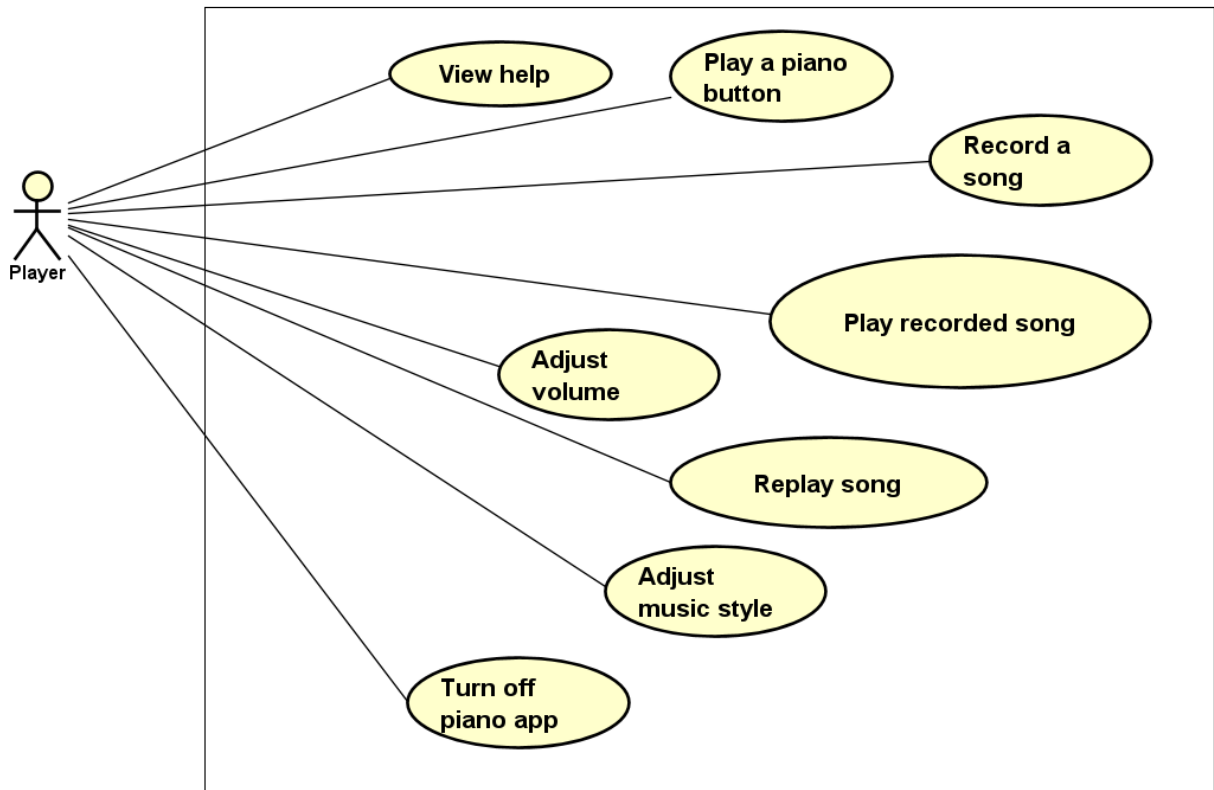 View help
Play a piano
button
Record a
song
Player
Play recorded song
Adjust
volume
Replay song
Adjust
music style
Turn off
piano app